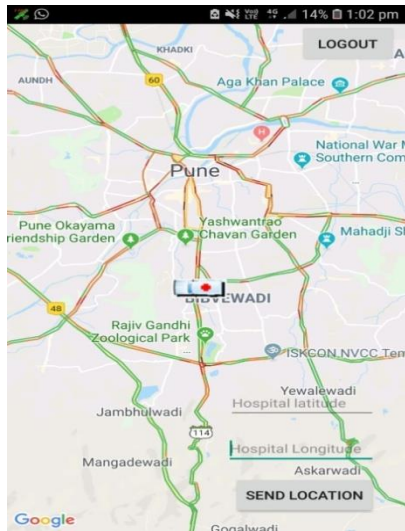 14% 1:02 pm
LOGOUT
KHADKI
AUNDH
60
Aga Khan Palace
H
National War M
Southern Com
Pune
Pune Okayama
riendship Garden
Yashwantrao
Chavan Garden
Mahadji Sh
BIBVEWADI
48
Rajiv Gandhi
Zoological Park
ISKCON NVCC Tem
Yewalewadi
Hospital latitude
Jambhulwadi
114
Hospital Longitude
Mangadewadi
Askarwadi
SEND LOCATION
Google
Gogalwadi